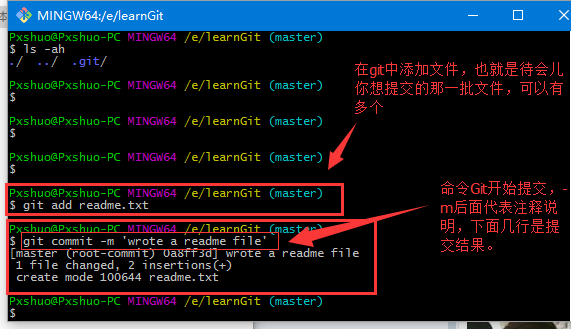 MINGW64:/e/learnGit
Pxshuo@Pxshuo-PC MINGW64 /e/learnGit (master)
$ ls -ah
./ ../ .git/
Pxshuo@Pxshuo-PC MINGW64 /e/learnGit (master)
$
Pxshuo@Pxshuo-PC MINGW64 /e/learnGit (master)
$
Pxshuo@Pxshuo-PC MINGW64 /e/learnGit (master)
$
在git中添加文件，也就是待会儿
你想提交的那一批文件，可以有
多个
Pxshuo@Pxshuo-PC MINGW64 /e/learnGit (master)
$ git add readme.txt
Pxshuo@Pxshuo-PC MINGW64 /e/learnGit (master)
$ git commit -m 'wrote a readme file'
[master (root-commit) 0a8ff3d] wrote a readme file
1 file changed, 2 insertions(+)
create mode 100644 readme.txt
命令Git开始提交，-
m后面代表注释说
明，下面几行是提
交结果。
Pxshuo@Pxshuo-PC MINGW64 /e/learnGit (master)
$